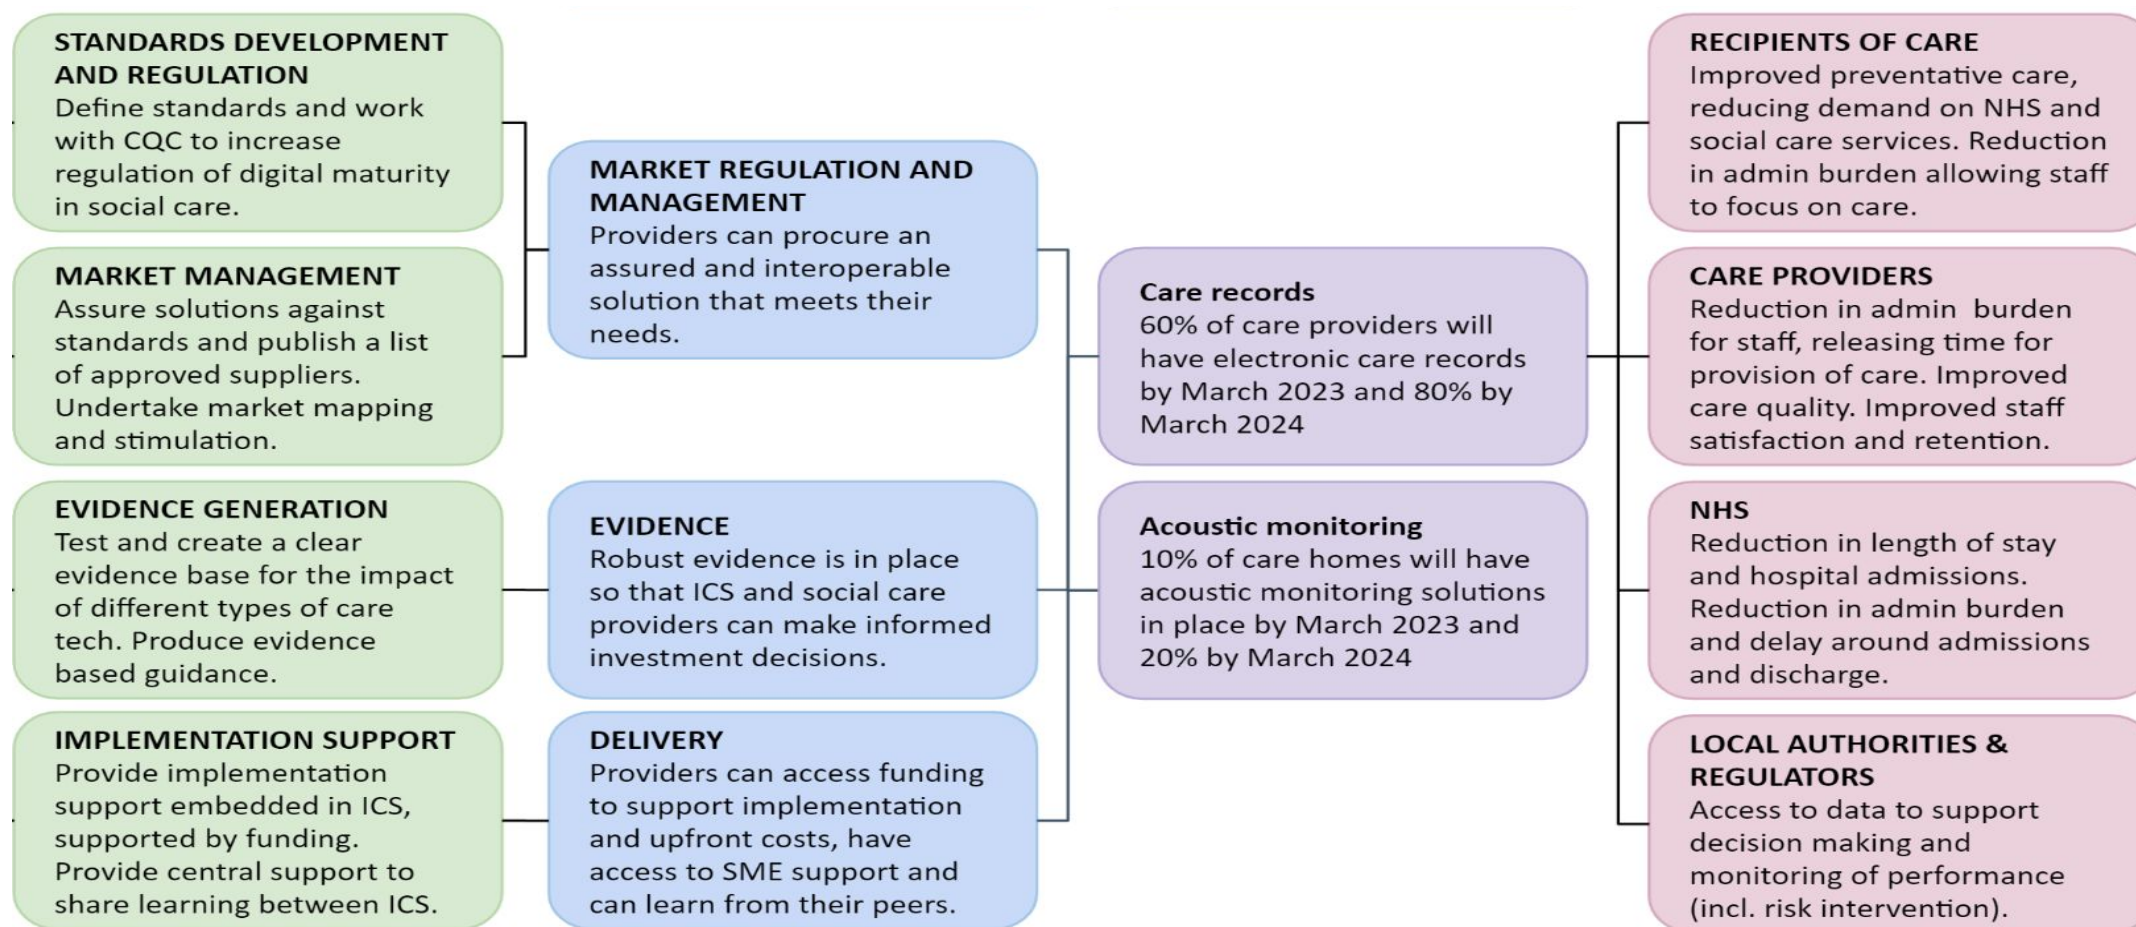 STANDARDS DEVELOPMENT
AND REGULATION
Define standards and work
with CQC to increase
regulation of digital maturity
in social care.
MARKET MANAGEMENT
Assure solutions against
standards and publish a list
of approved suppliers.
Undertake market mapping
and stimulation.
EVIDENCE GENERATION
Test and create a clear
evidence base for the impact
of different types of care
tech. Produce evidence
based guidance.
IMPLEMENTATION SUPPORT
Provide implementation
support embedded in ICS,
supported by funding.
Provide central support to
share learning between ICS.
MARKET REGULATION AND
MANAGEMENT
Providers can procure an
assured and interoperable
solution that meets their
needs.
EVIDENCE
Robust evidence is in place
so that ICS and social care
providers can make informed
investment decisions.
DELIVERY
Providers can access funding
to support implementation
and upfront costs, have
access to SME support and
can learn from their peers.
Care records
60% of care providers will
have electronic care records
by March 2023 and 80% by
March 2024
Acoustic monitoring
10% of care homes will have
acoustic monitoring solutions
in place by March 2023 and
20% by March 2024
RECIPIENTS OF CARE
Improved preventative care,
reducing demand on NHS and
social care services. Reduction
in admin burden allowing staff
to focus on care.
CARE PROVIDERS
Reduction in admin burden
for staff, releasing time for
provision of care. Improved
care quality. Improved staff
satisfaction and retention.
NHS
Reduction in length of stay
and hospital admissions.
Reduction in admin burden
and delay around admissions
and discharge.
LOCAL AUTHORITIES &
REGULATORS
Access to data to support
decision making and
monitoring of performance
(incl. risk intervention).